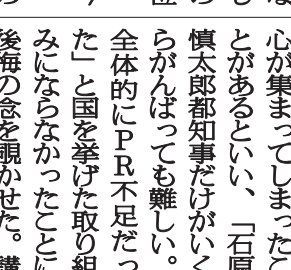 心が集まってしまったこ
とがあるといい、「石原
慎太郎都知事だけがいく
らがんばっても難しい。
全体的にPR不足だっ
た」と国を挙げた取り組
みにならなかったことに
後海の念を覗かせた。講